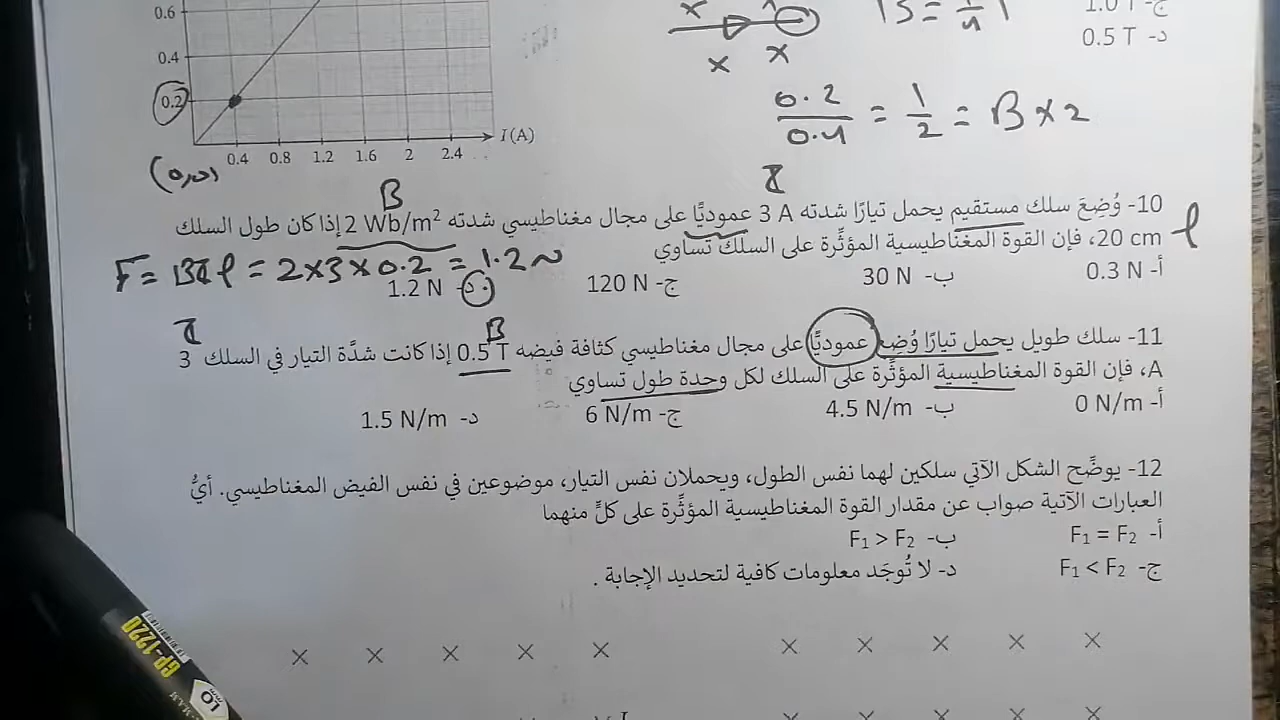 0.6
0.4
0.2
I (A)
0.4 0.8 1.2 1.6 2 2.4
(0,0)
ج- 1.0 T
د- 0.5 T
0.2 / 0.4 = 1/2 = B × 2
B
I
10- وُضِعَ سلك مستقيم يحمل تيارًا شدته 3 A عموديًا على مجال مغناطيسي شدته 2 Wb/m² إذا كان طول السلك
20 cm، فإن القوة المغناطيسية المؤثِّرة على السلك تساوي
l
F = BIl = 2×3×0.2 = 1.2 N
أ- 0.3 N ب- 30 N ج- 120 N د- 1.2 N
I
B
11- سلك طويل يحمل تيارًا وُضِعَ عموديًا على مجال مغناطيسي كثافة فيضه 0.5 T إذا كانت شدَّة التيار في السلك 3
A، فإن القوة المغناطيسية المؤثِّرة على السلك لكل وحدة طول تساوي
أ- 0 N/m ب- 4.5 N/m ج- 6 N/m د- 1.5 N/m
12- يوضِّح الشكل الآتي سلكين لهما نفس الطول، ويحملان نفس التيار، موضوعين في نفس الفيض المغناطيسي. أيُّ
العبارات الآتية صواب عن مقدار القوة المغناطيسية المؤثِّرة على كلٍّ منهما
أ- F₁ = F₂ ب- F₁ > F₂
ج- F₁ < F₂ د- لا تُوجَد معلومات كافية لتحديد الإجابة .
GP-1220